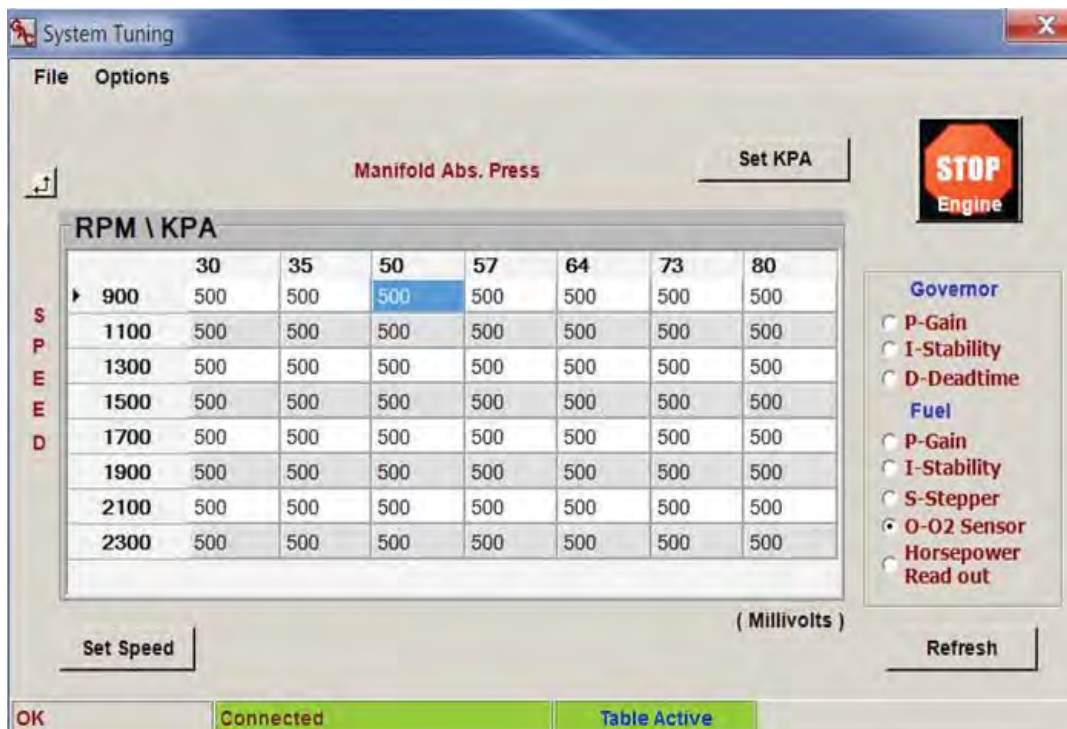 GAC System Tuning X
File Options
Manifold Abs. Press Set KPA
STOP
Engine
RPM \ KPA
30 35 50 57 64 73 80
900 500 500 500 500 500 500 500
1100 500 500 500 500 500 500 500
1300 500 500 500 500 500 500 500
1500 500 500 500 500 500 500 500
1700 500 500 500 500 500 500 500
1900 500 500 500 500 500 500 500
2100 500 500 500 500 500 500 500
2300 500 500 500 500 500 500 500
SPEED
( Millivolts )
Governor
P-Gain
I-Stability
D-Deadtime
Fuel
P-Gain
I-Stability
S-Stepper
O-O2 Sensor
Horsepower
Read out
Set Speed
Refresh
OK Connected Table Active